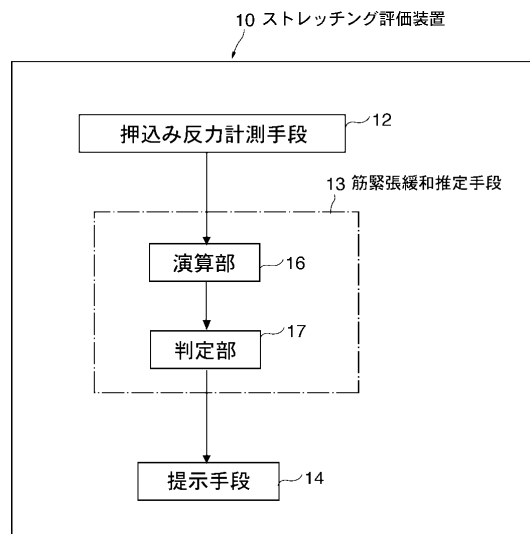 10 ストレッチング評価装置
押込み反力計測手段
12
13 筋緊張緩和推定手段
演算部
16
判定部
17
提示手段
14